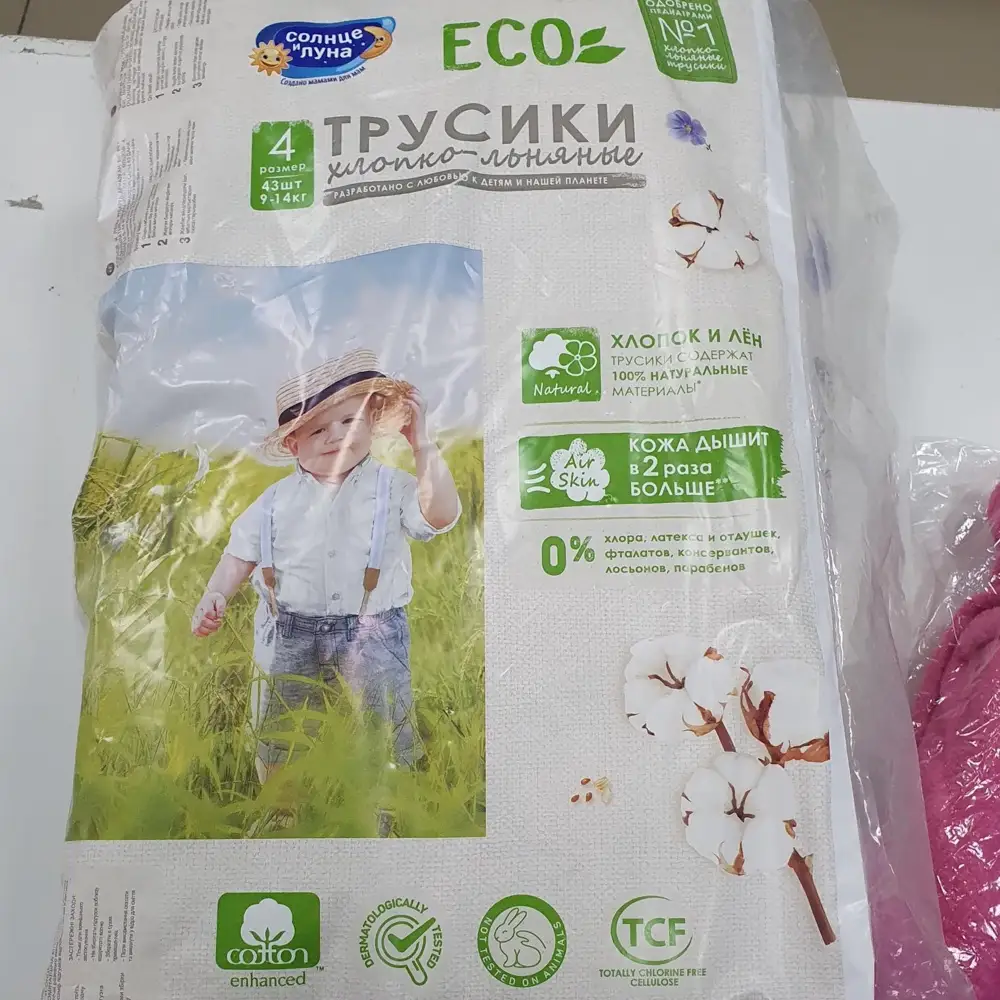 СОЛНЦЕ
И
ЛУНА
Создано мамами для мам
ECO
ОДОБРЕНО
ПЕДИАТРАМИ
№1
хлопко-
льняные
трусики
4
размер
43шт
9-14кг
ТРУСИКИ
хлопко-льняные
РАЗРАБОТАНО С ЛЮБОВЬЮ К ДЕТЯМ И НАШЕЙ ПЛАНЕТЕ
Natural
ХЛОПОК И ЛЁН
ТРУСИКИ СОДЕРЖАТ
100% НАТУРАЛЬНЫЕ
МАТЕРИАЛЫ*
Air
Skin
КОЖА ДЫШИТ
в 2 раза
БОЛЬШЕ**
0% хлора, латекса и отдушек,
фталатов, консервантов,
лосьонов, парабенов
cotton
enhanced™
DERMATOLOGICALLY TESTED
NOT TESTED ON ANIMALS
TCF
TOTALLY CHLORINE FREE
CELLULOSE